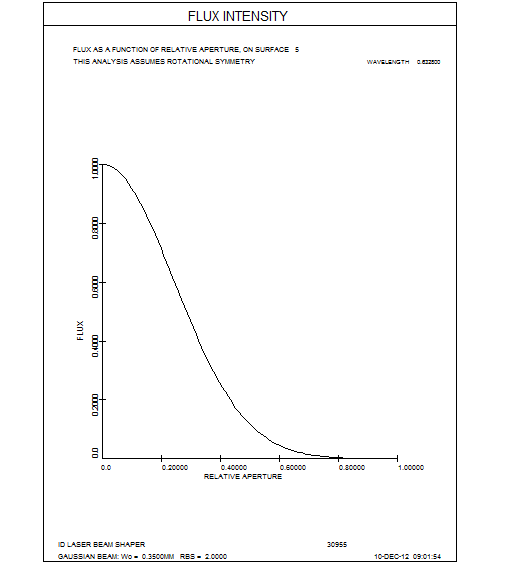 FLUX INTENSITY
FLUX AS A FUNCTION OF RELATIVE APERTURE, ON SURFACE 5
THIS ANALYSIS ASSUMES ROTATIONAL SYMMETRY WAVELENGTH 0.632800
1.0000
0.8000
0.6000
0.4000
0.2000
0.0
FLUX
0.0 0.20000 0.40000 0.60000 0.80000 1.00000
RELATIVE APERTURE
ID LASER BEAM SHAPER 30955
GAUSSIAN BEAM: Wo = 0.3500MM RBS = 2.0000 10-DEC-12 09:01:54